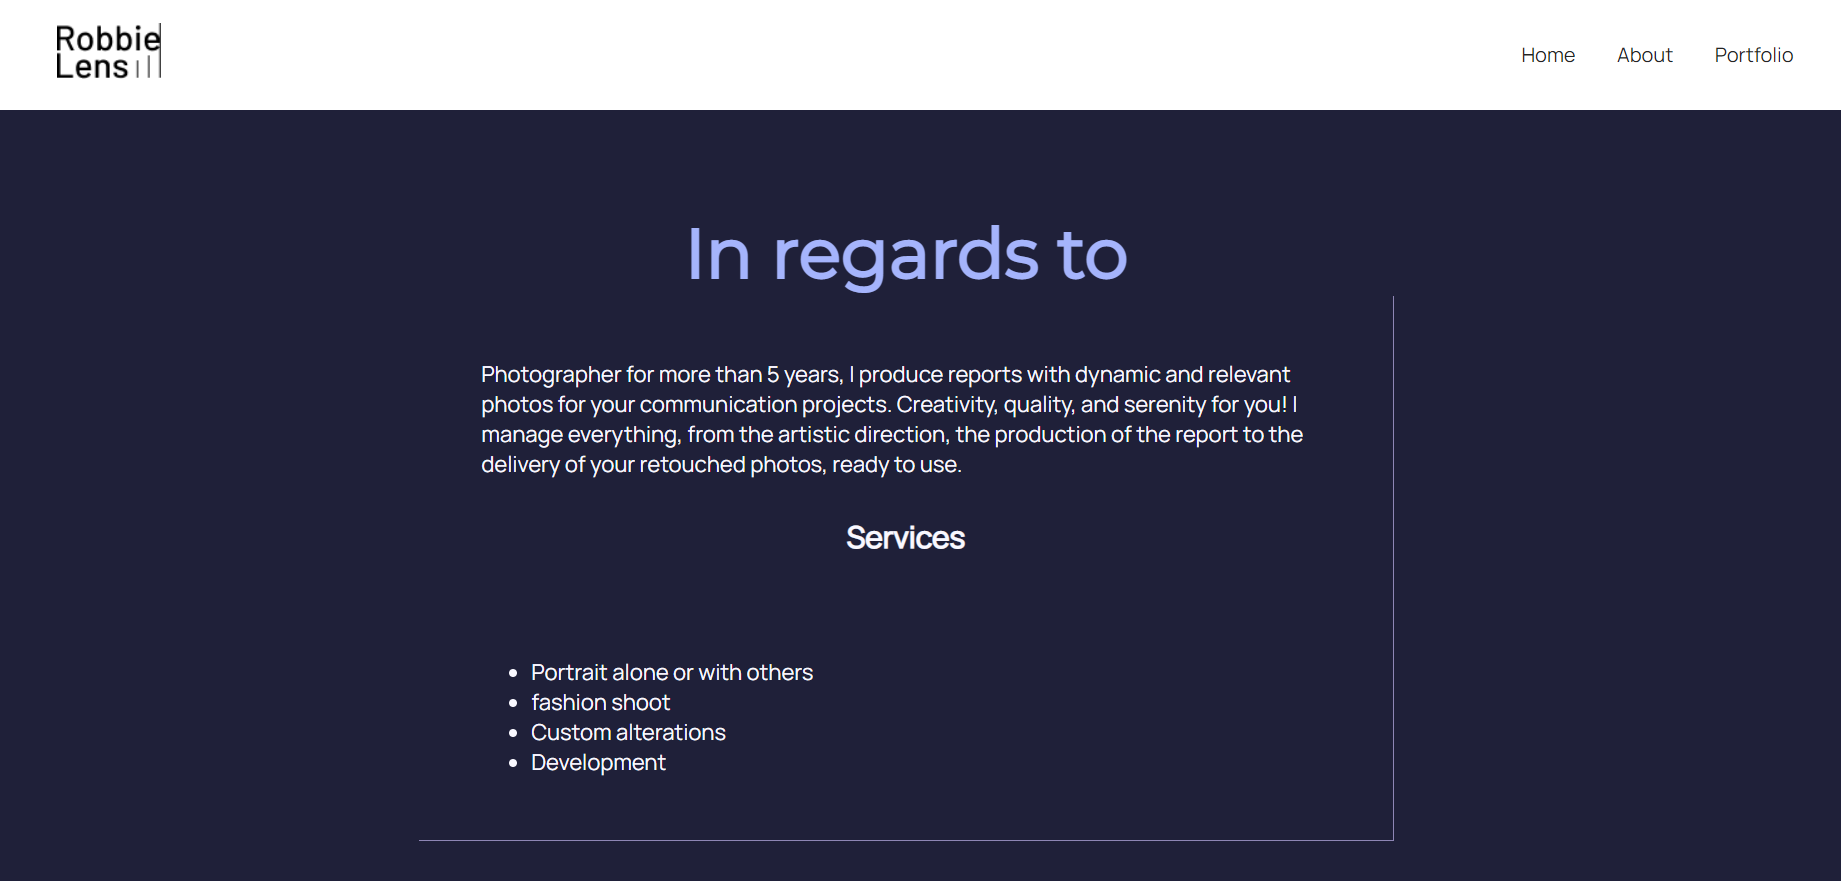 Robbie
Lens
Home About Portfolio
In regards to
Photographer for more than 5 years, I produce reports with dynamic and relevant
photos for your communication projects. Creativity, quality, and serenity for you! I
manage everything, from the artistic direction, the production of the report to the
delivery of your retouched photos, ready to use.
Services
Portrait alone or with others
fashion shoot
Custom alterations
Development